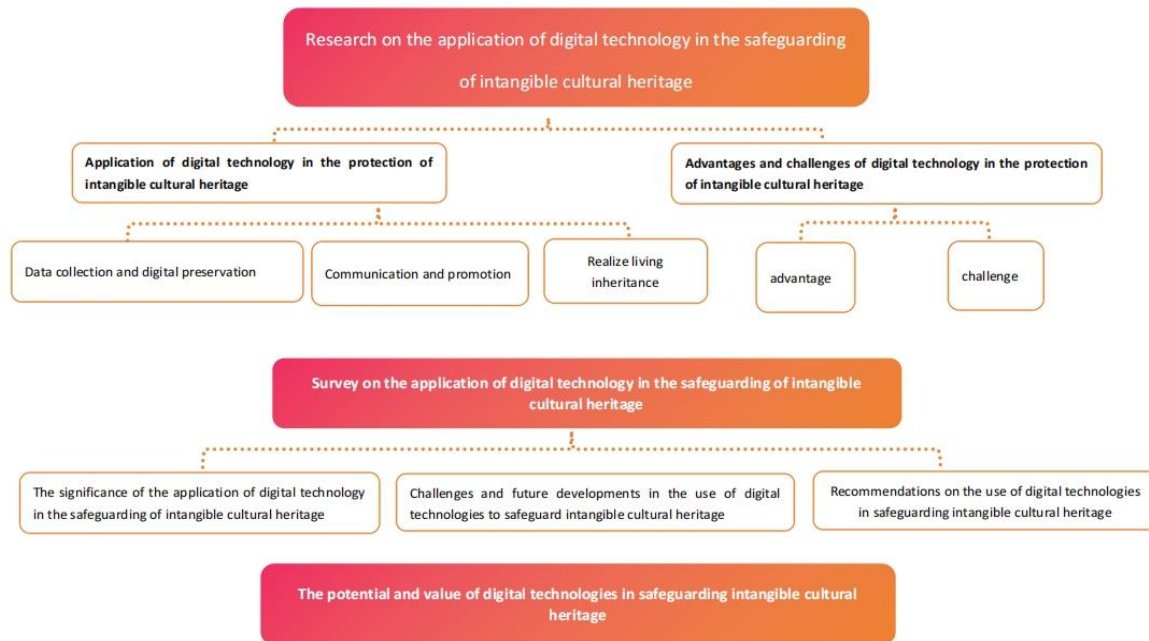 Research on the application of digital technology in the safeguarding
of intangible cultural heritage
Application of digital technology in the protection of
intangible cultural heritage
Advantages and challenges of digital technology in the protection
of intangible cultural heritage
Data collection and digital preservation
Communication and promotion
Realize living
inheritance
advantage
challenge
Survey on the application of digital technology in the safeguarding of intangible
cultural heritage
The significance of the application of digital technology
in the safeguarding of intangible cultural heritage
Challenges and future developments in the use of digital
technologies to safeguard intangible cultural heritage
Recommendations on the use of digital technologies
in safeguarding intangible cultural heritage
The potential and value of digital technologies in safeguarding intangible cultural
heritage